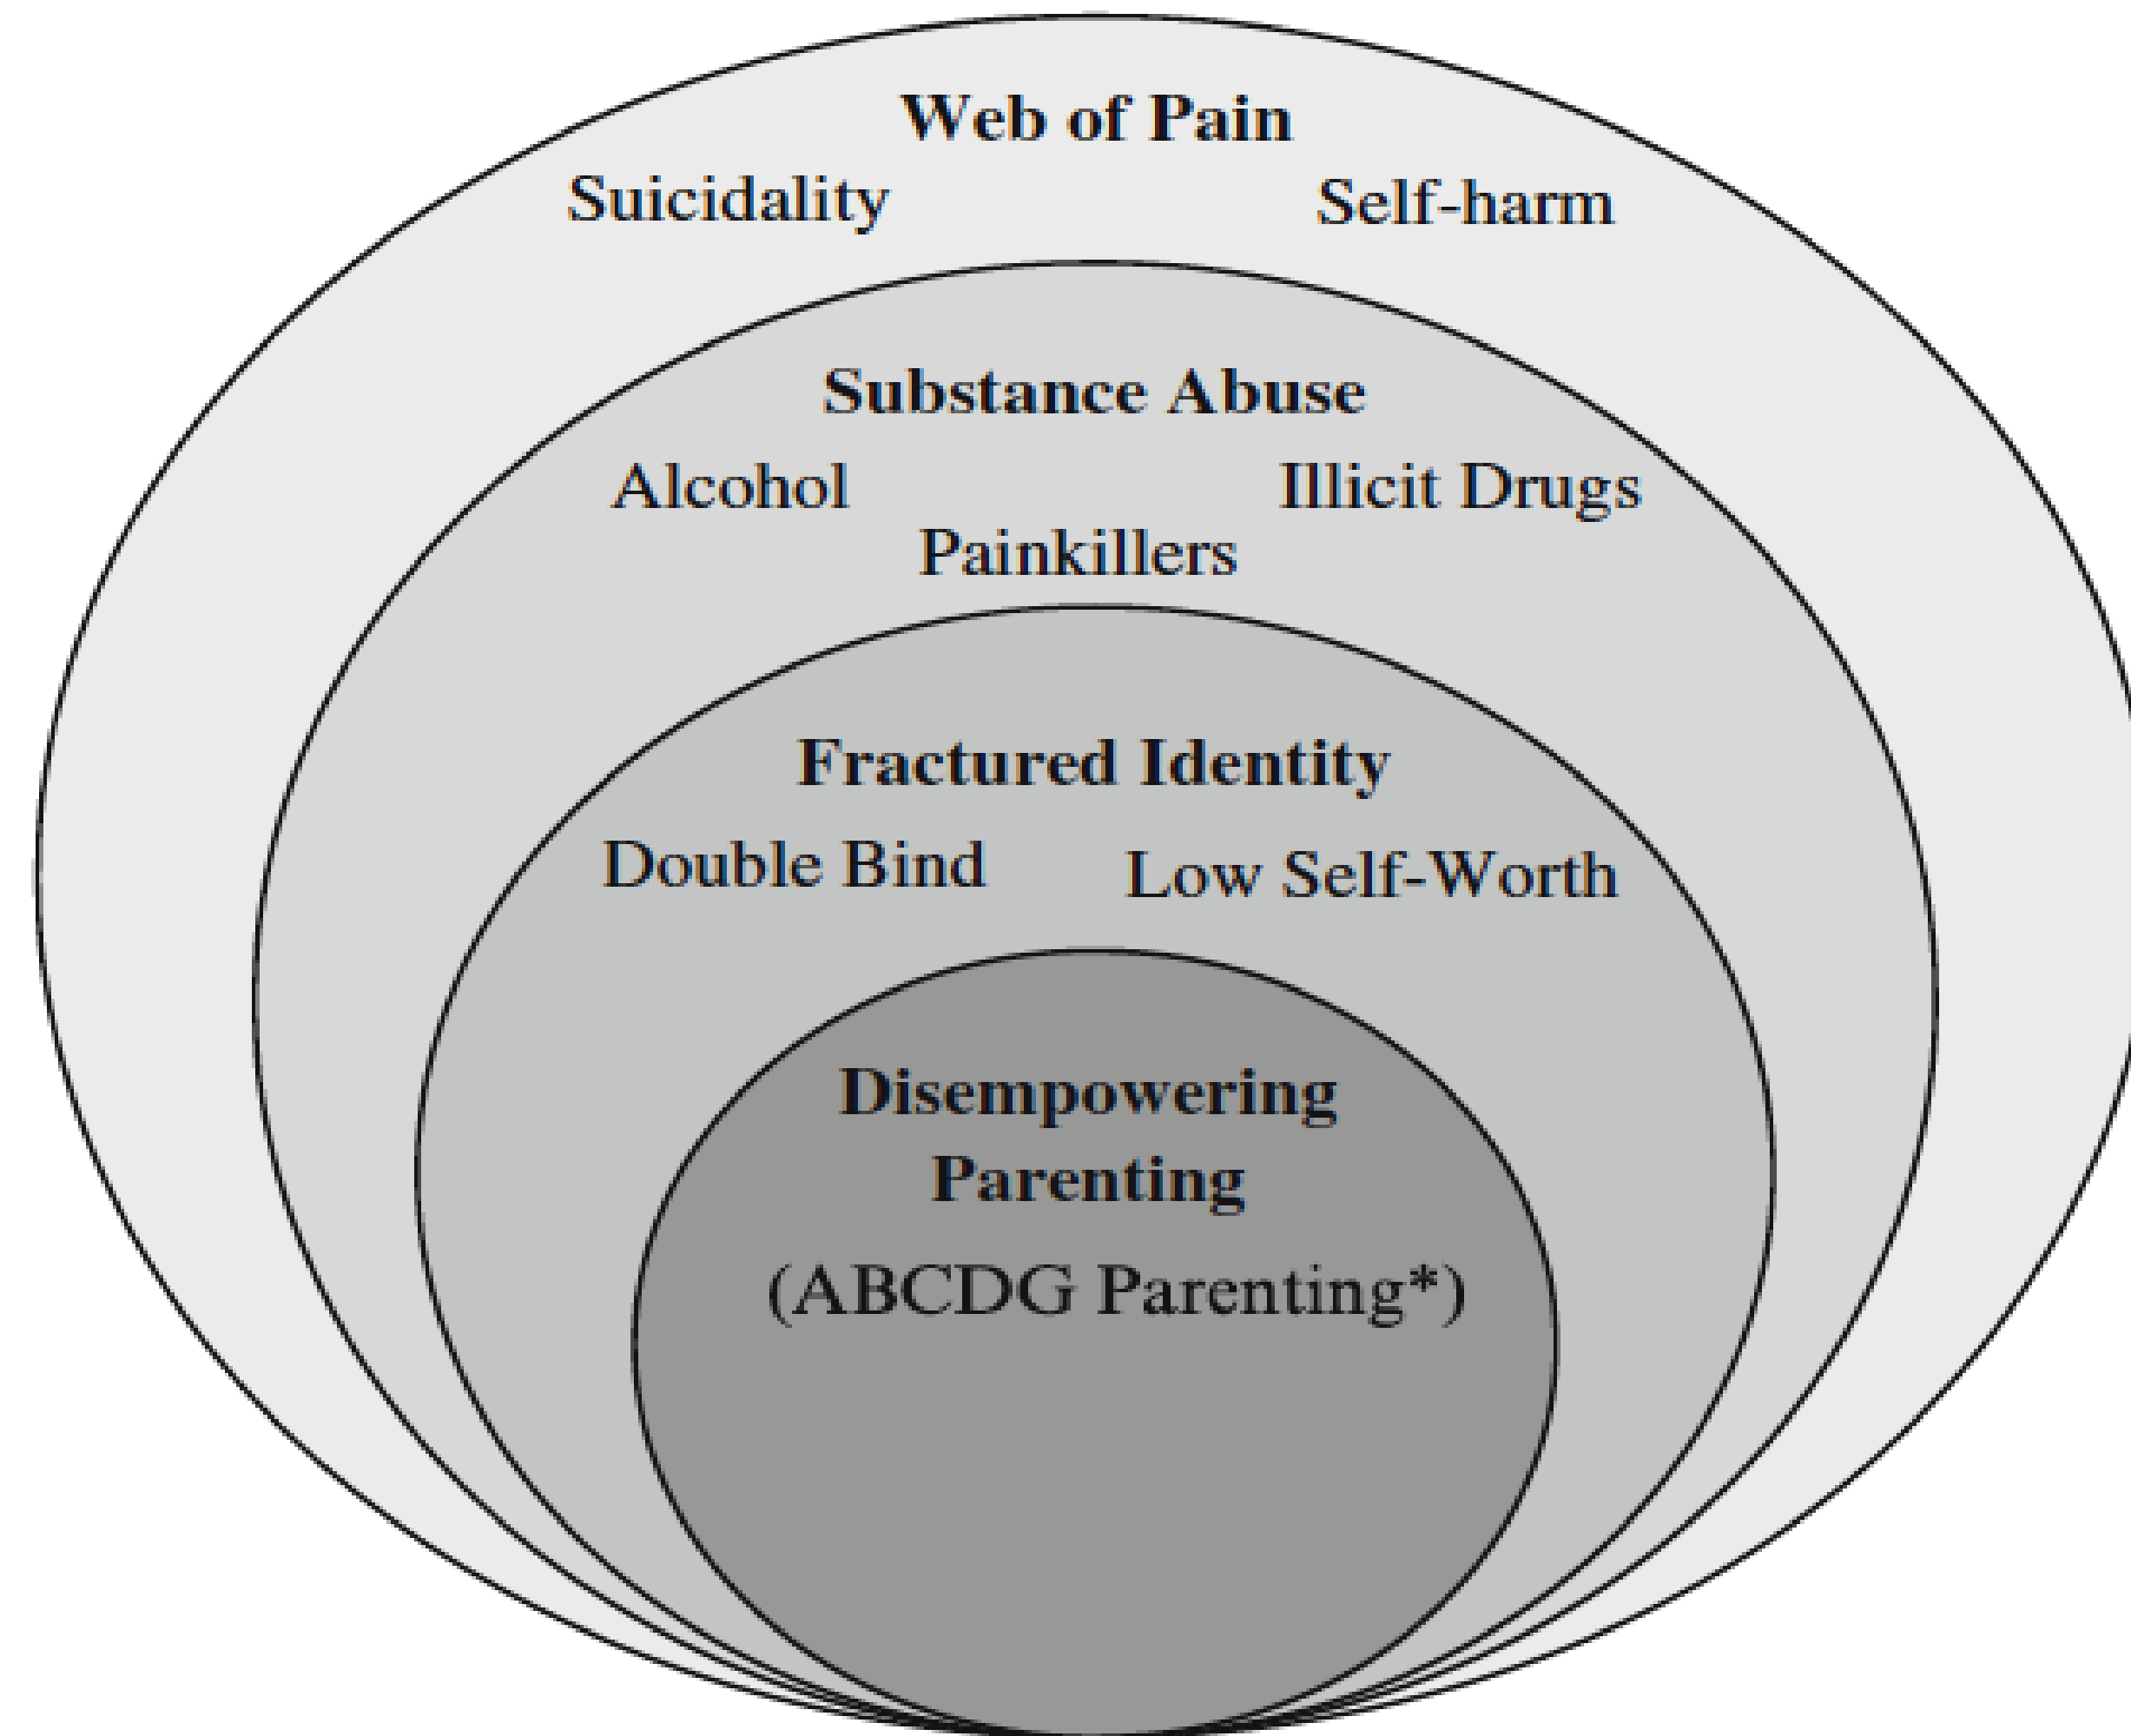 Web of Pain
Suicidality Self-harm
Substance Abuse
Alcohol Illicit Drugs
Painkillers
Fractured Identity
Double Bind Low Self-Worth
Disempowering
Parenting
(ABCDG Parenting*)